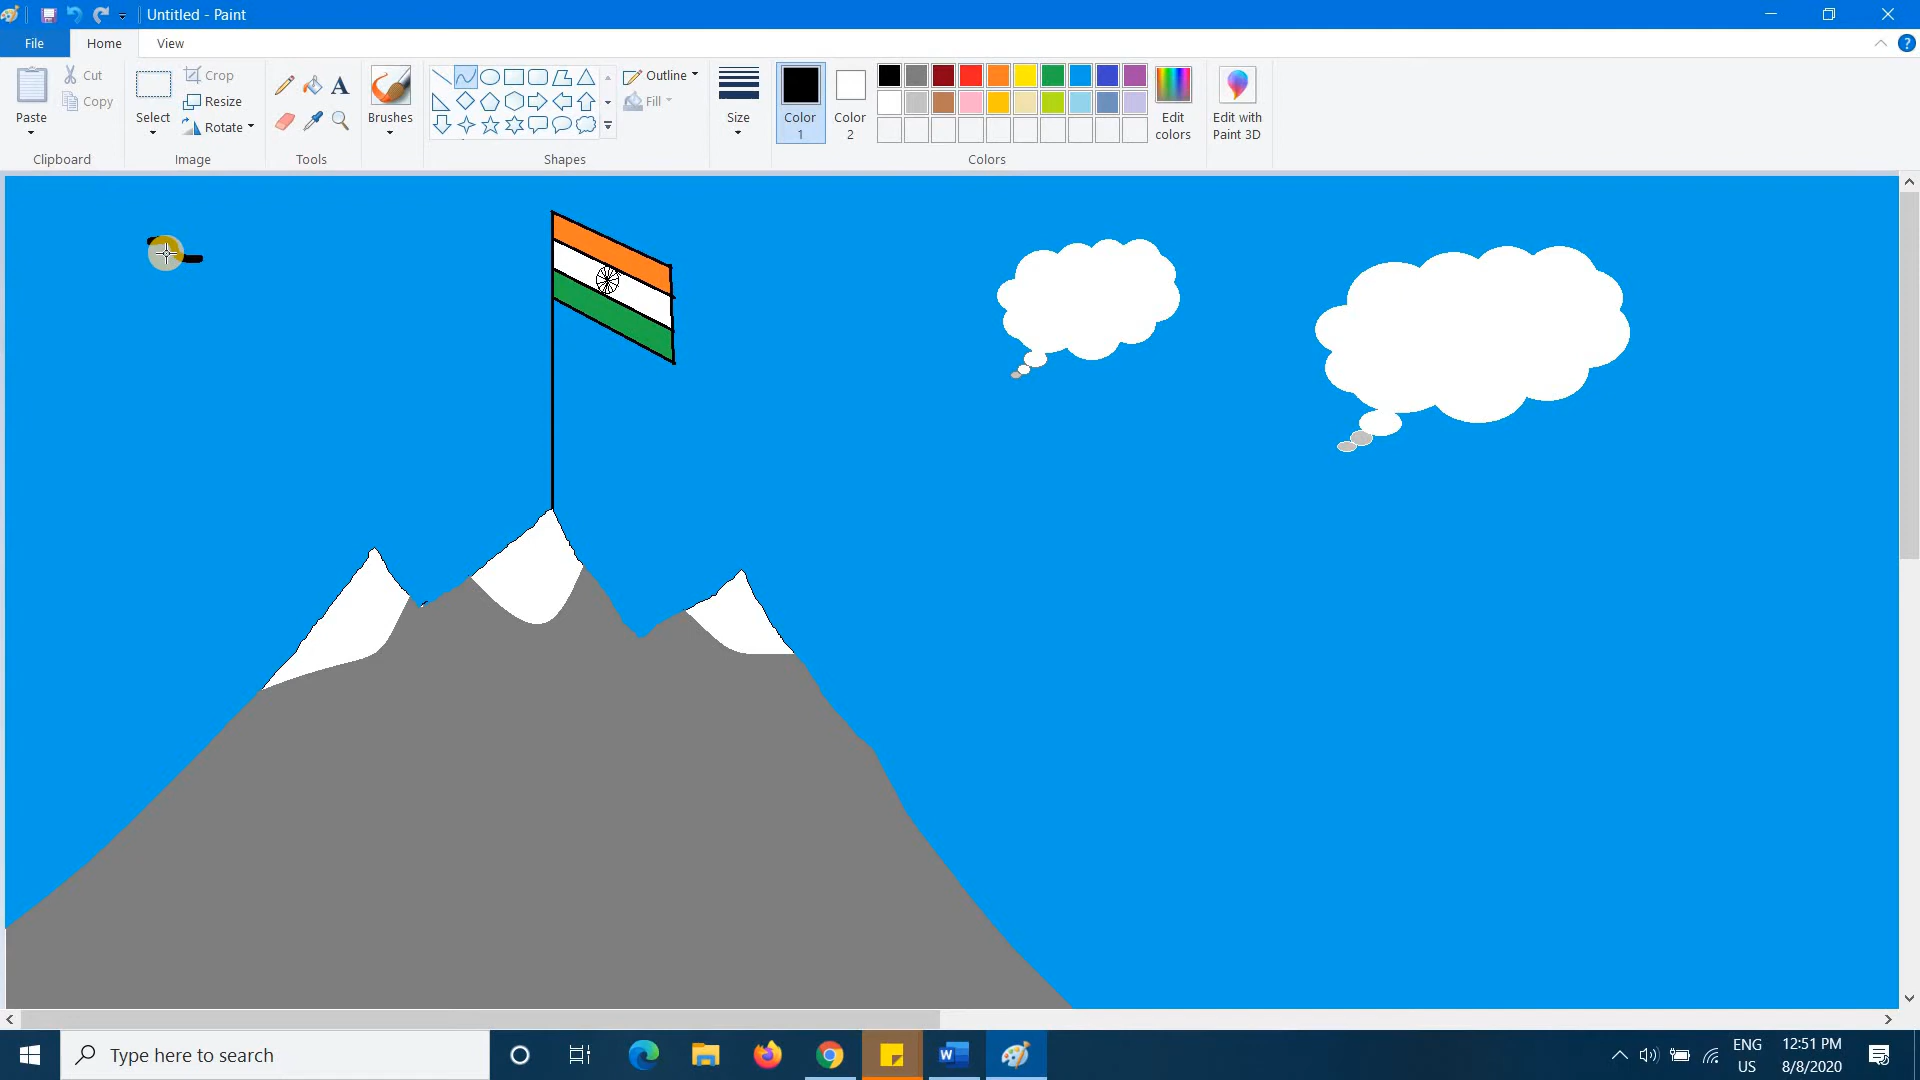 Untitled - Paint
File Home View
Paste
Cut
Copy
Clipboard
Select
Crop
Resize
Rotate
Image
A
Tools
Brushes
Shapes
Outline
Fill
Size
Color
1
Color
2
Colors
Edit
colors
Edit with
Paint 3D
?
Type here to search
W
ENG
US
12:51 PM
8/8/2020